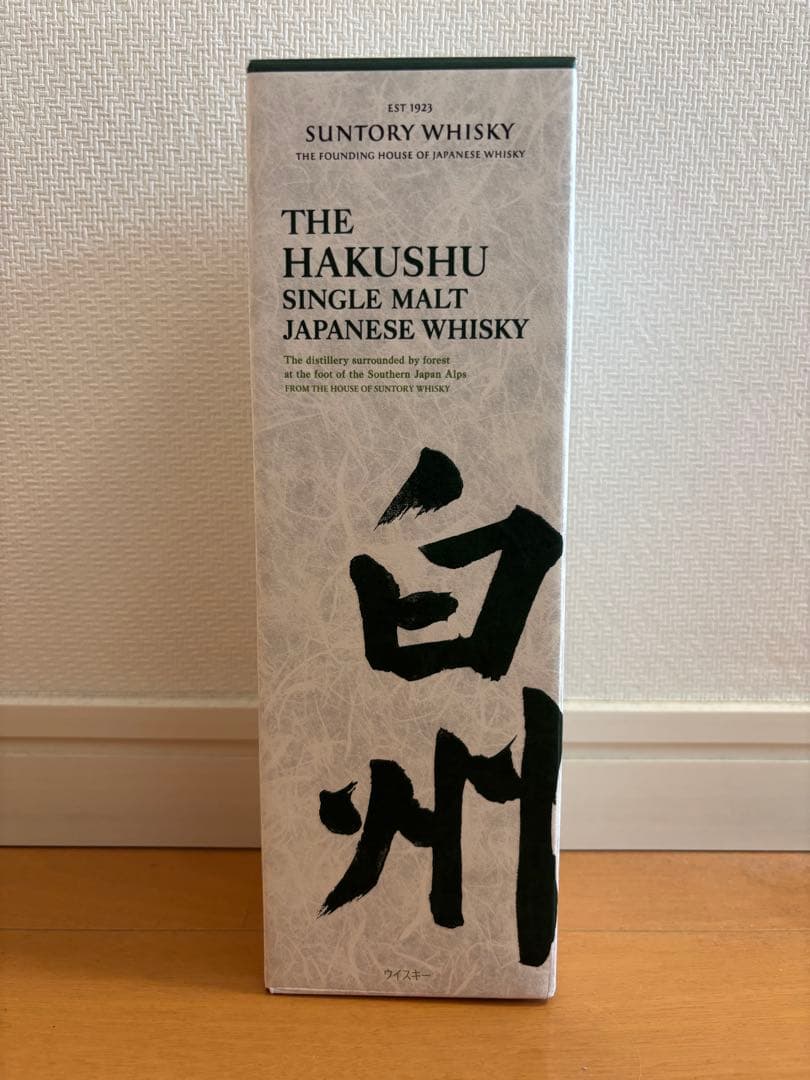 EST 1923
SUNTORY WHISKY
THE FOUNDING HOUSE OF JAPANESE WHISKY
THE
HAKUSHU
SINGLE MALT
JAPANESE WHISKY
The distillery surrounded by forest
at the foot of the Southern Japan Alps
FROM THE HOUSE OF SUNTORY WHISKY
白
州
ウイスキー